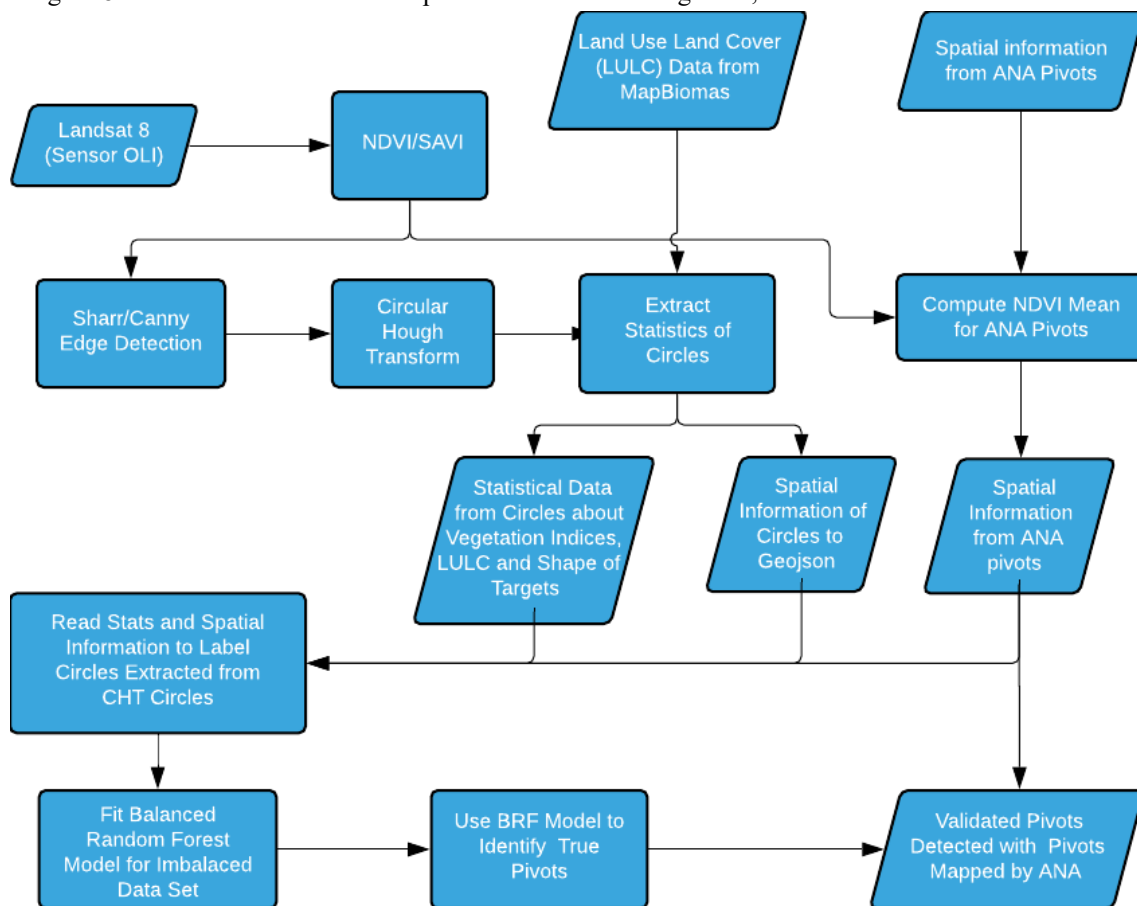 Land Use Land Cover
(LULC) Data from
MapBiomas
Spatial information
from ANA Pivots
Landsat 8
(Sensor OLI)
NDVI/SAVI
Sharr/Canny
Edge Detection
Circular
Hough
Transform
Extract
Statistics of
Circles
Compute NDVI Mean
for ANA Pivots
Statistical Data
from Circles about
Vegetation Indices,
LULC and Shape of
Targets
Spatial
Information of
Circles to
Geojson
Spatial
Information
from ANA
pivots
Read Stats and Spatial
Information to Label
Circles Extracted from
CHT Circles
Fit Balanced
Random Forest
Model for Imbalaced
Data Set
Use BRF Model to
Identify True
Pivots
Validated Pivots
Detected with Pivots
Mapped by ANA